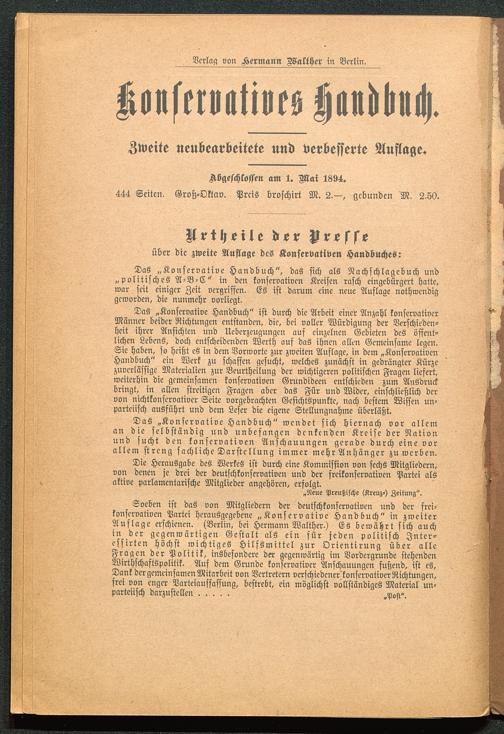 Verlag von Hermann Walther in Berlin.
Konservatives Handbuch.
Zweite neubearbeitete und verbesserte Auflage.
Abgeschlossen am 1. Mai 1894.
444 Seiten. Groß-Oktav. Preis broschirt M. 2.—, gebunden M. 2.50.
Urtheile der Presse
über die zweite Auflage des Konservativen Handbuches:
Das „Konservative Handbuch“, das sich als Nachschlagebuch und
„politisches A-B-C“ in den konservativen Kreisen rasch eingebürgert hatte,
war seit einiger Zeit vergriffen. Es ist darum eine neue Auflage nothwendig
geworden, die nunmehr vorliegt.
Das „Konservative Handbuch“ ist durch die Arbeit einer Anzahl konservativer
Männer beider Richtungen entstanden, die, bei voller Würdigung der Verschieden-
heit ihrer Ansichten und Ueberzeugungen auf einzelnen Gebieten des öffent-
lichen Lebens, doch entscheidenden Werth auf das ihnen allen Gemeinsame legen.
Sie haben, so heißt es in dem Vorworte zur zweiten Auflage, in dem „Konservativen
Handbuch“ ein Werk zu schaffen gesucht, welches zunächst in gedrängter Kürze
zuverlässige Materialien zur Beurtheilung der wichtigeren politischen Fragen liefert,
weiterhin die gemeinsamen konservativen Grundideen entschieden zum Ausdruck
bringt, in allen streitigen Fragen aber das Für und Wider, einschließlich der
von nichtkonservativer Seite vorgebrachten Gesichtspunkte, nach bestem Wissen un-
parteiisch ausführt und dem Leser die eigene Stellungnahme überläßt.
Das „Konservative Handbuch“ wendet sich hiernach vor allem
an die selbständig und unbefangen denkenden Kreise der Nation
und sucht den konservativen Anschauungen gerade durch eine vor
allem streng sachliche Darstellung immer mehr Anhänger zu werben.
Die Herausgabe des Werkes ist durch eine Kommission von sechs Mitgliedern,
von denen je drei der deutschkonservativen und der freikonservativen Partei als
aktive parlamentarische Mitglieder angehören, erfolgt.
„Neue Preußische (Kreuz-) Zeitung“.
Soeben ist das von Mitgliedern der deutschkonservativen und der frei-
konservativen Partei herausgegebene „Konservative Handbuch“ in zweiter
Auflage erschienen. (Berlin, bei Hermann Walther.) Es bewährt sich auch
in der gegenwärtigen Gestalt als ein für jeden politisch Inter-
essirten höchst wichtiges Hilfsmittel zur Orientirung über alle
Fragen der Politik, insbesondere der gegenwärtig im Vordergrunde stehenden
Wirthschaftspolitik. Auf dem Grunde konservativer Anschauungen fußend, ist es,
Dank der gemeinsamen Mitarbeit von Vertretern verschiedener konservativer Richtungen,
frei von enger Parteiauffassung, bestrebt, ein möglichst vollständiges Material un-
parteiisch darzustellen . . . . .
„Post“.